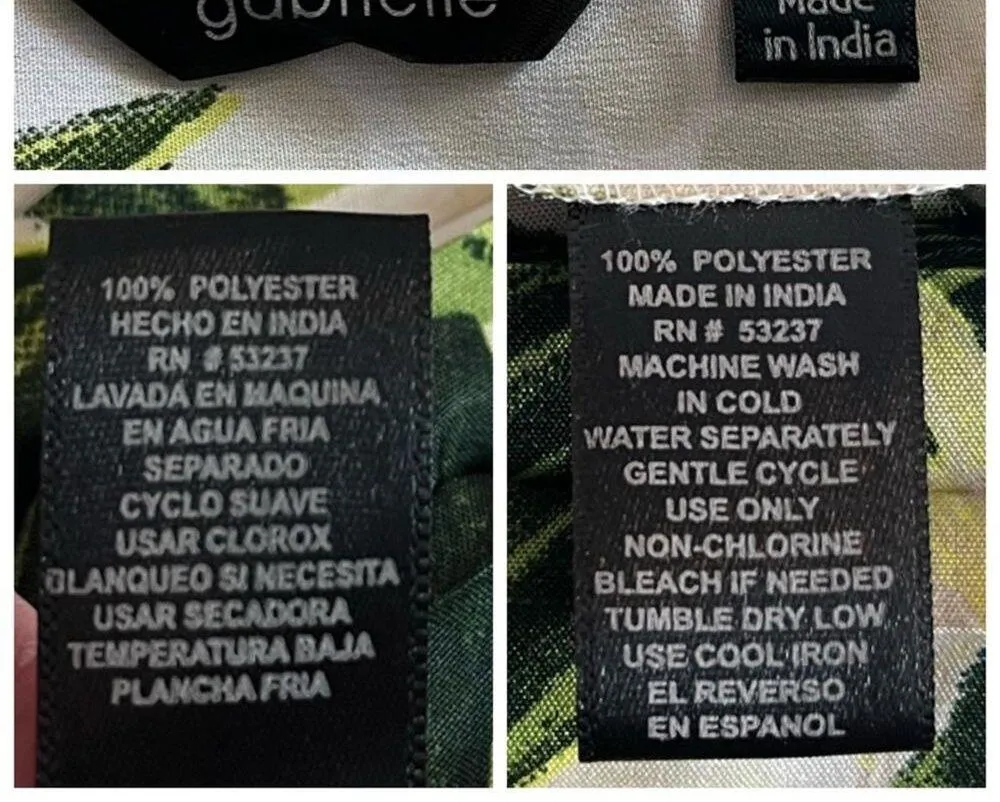 gabrielle
Made
in India
100% POLYESTER
HECHO EN INDIA
RN # 53237
LAVADA EN MAQUINA
EN AGUA FRIA
SEPARADO
CYCLO SUAVE
USAR CLOROX
BLANQUEO SI NECESITA
USAR SECADORA
TEMPERATURA BAJA
PLANCHA FRIA
100% POLYESTER
MADE IN INDIA
RN # 53237
MACHINE WASH
IN COLD
WATER SEPARATELY
GENTLE CYCLE
USE ONLY
NON-CHLORINE
BLEACH IF NEEDED
TUMBLE DRY LOW
USE COOL IRON
EL REVERSO
EN ESPANOL